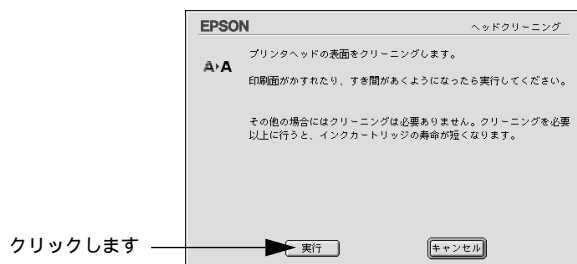 EPSON ヘッドクリーニング
A▸A プリンタヘッドの表面をクリーニングします。
印刷面がかすれたり、すき間があくようになったら実行してください。
その他の場合にはクリーニングは必要ありません。クリーニングを必要
以上に行うと、インクカートリッジの寿命が短くなります。
クリックします 実行 キャンセル